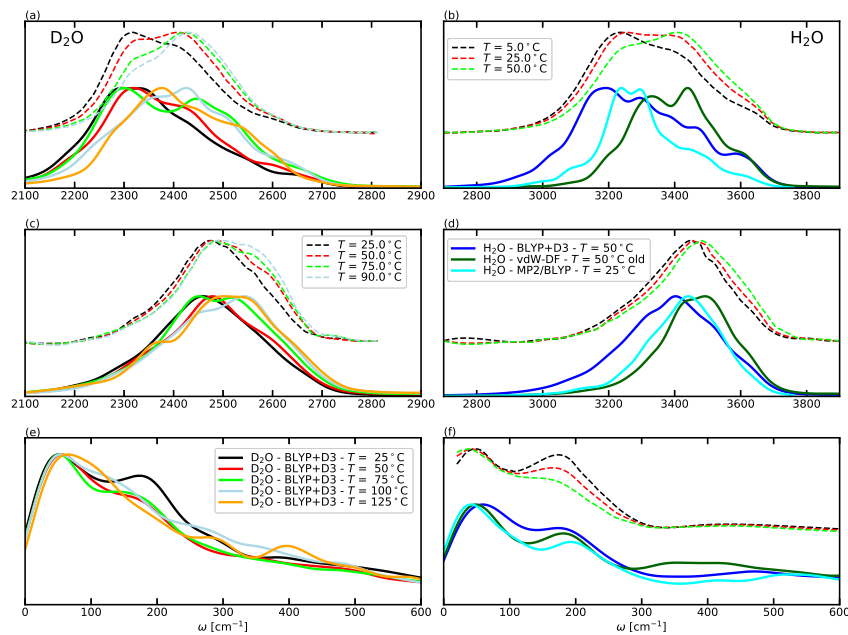 (a)
D₂O
2100 2200 2300 2400 2500 2600 2700 2800 2900
(b)
H₂O
T = 5.0°C
T = 25.0°C
T = 50.0°C
2800 3000 3200 3400 3600 3800
(c)
T = 25.0°C
T = 50.0°C
T = 75.0°C
T = 90.0°C
2100 2200 2300 2400 2500 2600 2700 2800 2900
(d)
H₂O - BLYP+D3 - T = 50°C
H₂O - vdW-DF - T = 50°C old
H₂O - MP2/BLYP - T = 25°C
2800 3000 3200 3400 3600 3800
(e)
D₂O - BLYP+D3 - T = 25°C
D₂O - BLYP+D3 - T = 50°C
D₂O - BLYP+D3 - T = 75°C
D₂O - BLYP+D3 - T = 100°C
D₂O - BLYP+D3 - T = 125°C
0 100 200 300 400 500 600
ω [cm⁻¹]
(f)
0 100 200 300 400 500 600
ω [cm⁻¹]